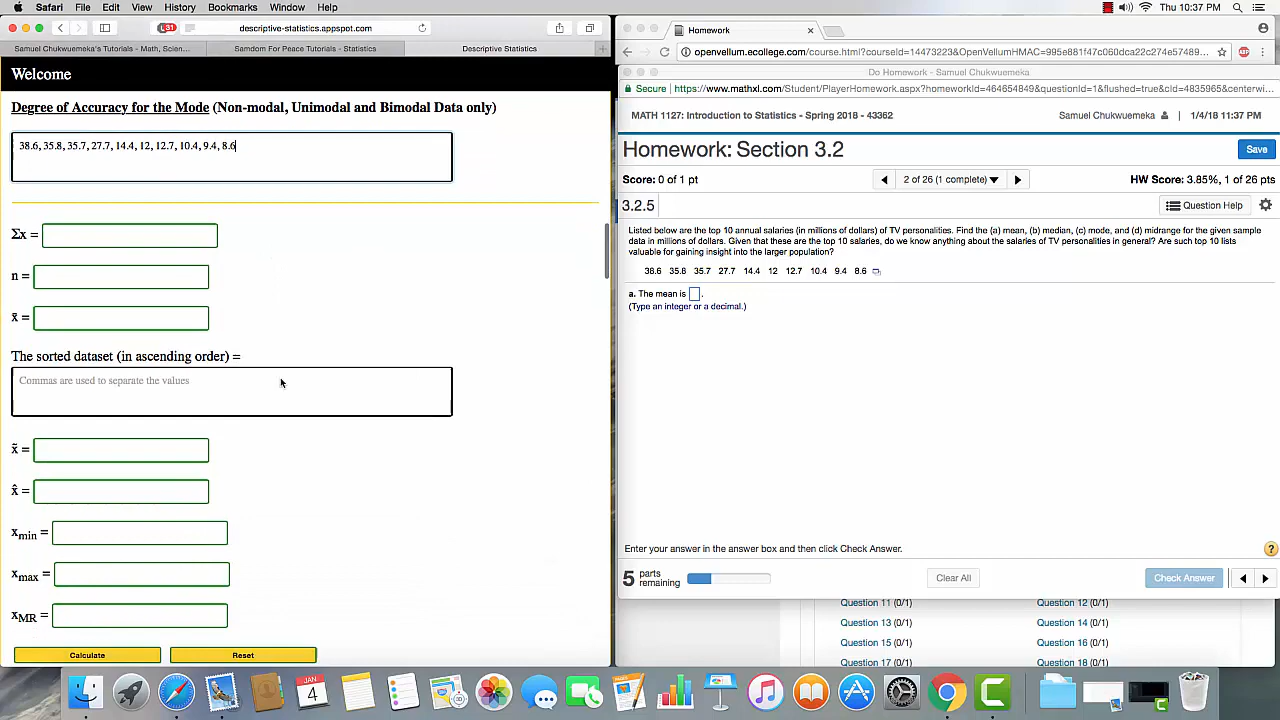 Safari File Edit View History Bookmarks Window Help
Thu 10:37 PM
31
descriptive-statistics.appspot.com
Samuel Chukwuemeka's Tutorials - Math, Scien...
Samdom For Peace Tutorials - Statistics
Descriptive Statistics
Welcome
Degree of Accuracy for the Mode (Non-modal, Unimodal and Bimodal Data only)
38.6, 35.8, 35.7, 27.7, 14.4, 12, 12.7, 10.4, 9.4, 8.6
Σx =
n =
x̄ =
The sorted dataset (in ascending order) =
Commas are used to separate the values
x̃ =
x̂ =
xmin =
xmax =
xMR =
Calculate
Reset
Homework
openvellum.ecollege.com/course.html?courseId=14473223&OpenVellumHMAC=995e881f47c060dca22c274e57489...
Do Homework - Samuel Chukwuemeka
Secure https://www.mathxl.com/Student/PlayerHomework.aspx?homeworkId=464654849&questionId=1&flushed=true&cId=4835965&centerwi...
MATH 1127: Introduction to Statistics - Spring 2018 - 43362
Samuel Chukwuemeka
1/4/18 11:37 PM
Homework: Section 3.2
Save
Score: 0 of 1 pt
2 of 26 (1 complete)
HW Score: 3.85%, 1 of 26 pts
3.2.5
Question Help
Listed below are the top 10 annual salaries (in millions of dollars) of TV personalities. Find the (a) mean, (b) median, (c) mode, and (d) midrange for the given sample
data in millions of dollars. Given that these are the top 10 salaries, do we know anything about the salaries of TV personalities in general? Are such top 10 lists
valuable for gaining insight into the larger population?
38.6 35.8 35.7 27.7 14.4 12 12.7 10.4 9.4 8.6
a. The mean is .
(Type an integer or a decimal.)
Enter your answer in the answer box and then click Check Answer.
?
5 parts
remaining
Clear All
Check Answer
Question 11 (0/1)
Question 12 (0/1)
Question 13 (0/1)
Question 14 (0/1)
Question 15 (0/1)
Question 16 (0/1)
Question 17 (0/1)
Question 18 (0/1)
JAN
4